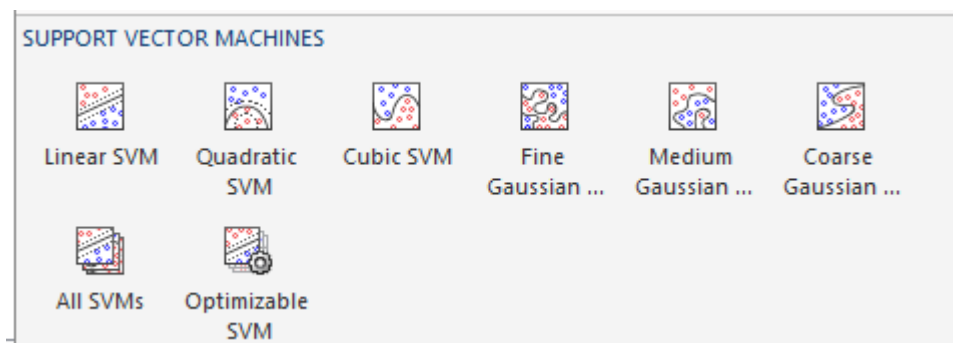 SUPPORT VECTOR MACHINES
Linear SVM
Quadratic
SVM
Cubic SVM
Fine
Gaussian ...
Medium
Gaussian ...
Coarse
Gaussian ...
All SVMs
Optimizable
SVM